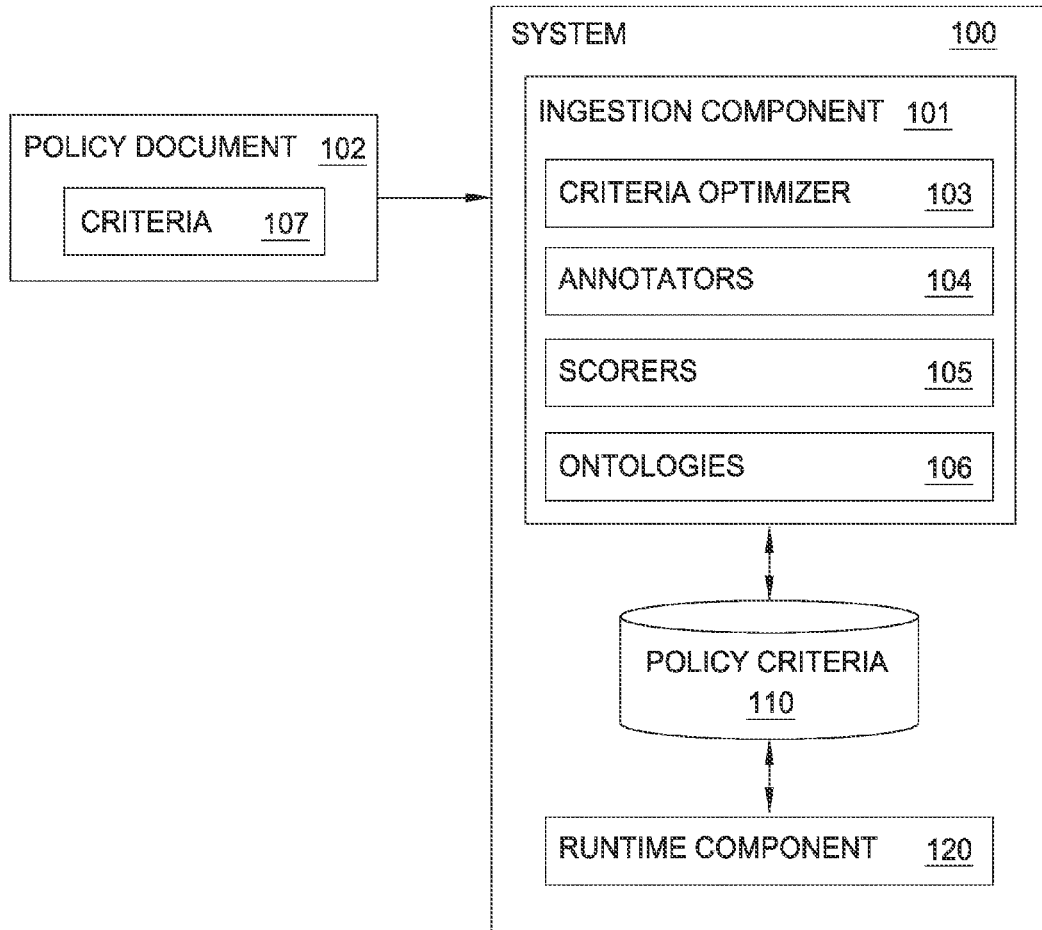 SYSTEM 100
INGESTION COMPONENT 101
POLICY DOCUMENT 102
CRITERIA 107
CRITERIA OPTIMIZER 103
ANNOTATORS 104
SCORERS 105
ONTOLOGIES 106
POLICY CRITERIA
110
RUNTIME COMPONENT 120